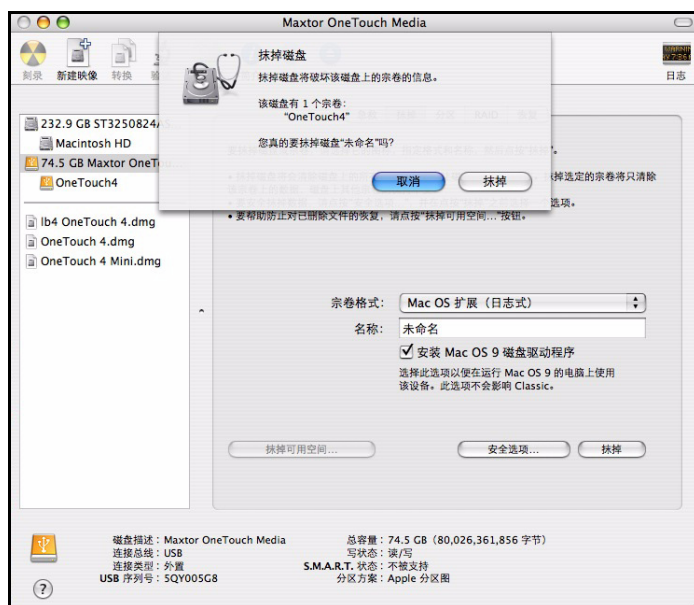 Maxtor OneTouch Media
刻录
新建映像
转换
日志
抹掉磁盘
抹掉磁盘将破坏该磁盘上的宗卷的信息。
该磁盘有 1 个宗卷:
“OneTouch4”
您真的要抹掉磁盘“未命名”吗?
取消
抹掉
232.9 GB ST3250824A
Macintosh HD
74.5 GB Maxtor OneTou
OneTouch4
lb4 OneTouch 4.dmg
OneTouch 4.dmg
OneTouch 4 Mini.dmg
掉选定的宗卷将只清除
选项。
• 要帮助防止对已删除文件的恢复,请点按“抹掉可用空间…”按钮。
宗卷格式:
Mac OS 扩展(日志式)
名称:
未命名
安装 Mac OS 9 磁盘驱动程序
选择此选项以便在运行 Mac OS 9 的电脑上使用
该设备。此选项不会影响 Classic。
抹掉可用空间…
安全选项…
抹掉
磁盘描述:Maxtor OneTouch Media
连接总线:USB
连接类型:外置
USB 序列号:5QY005G8
总容量:74.5 GB(80,026,361,856 字节)
写状态:读/写
S.M.A.R.T. 状态:不被支持
分区方案:Apple 分区图
?